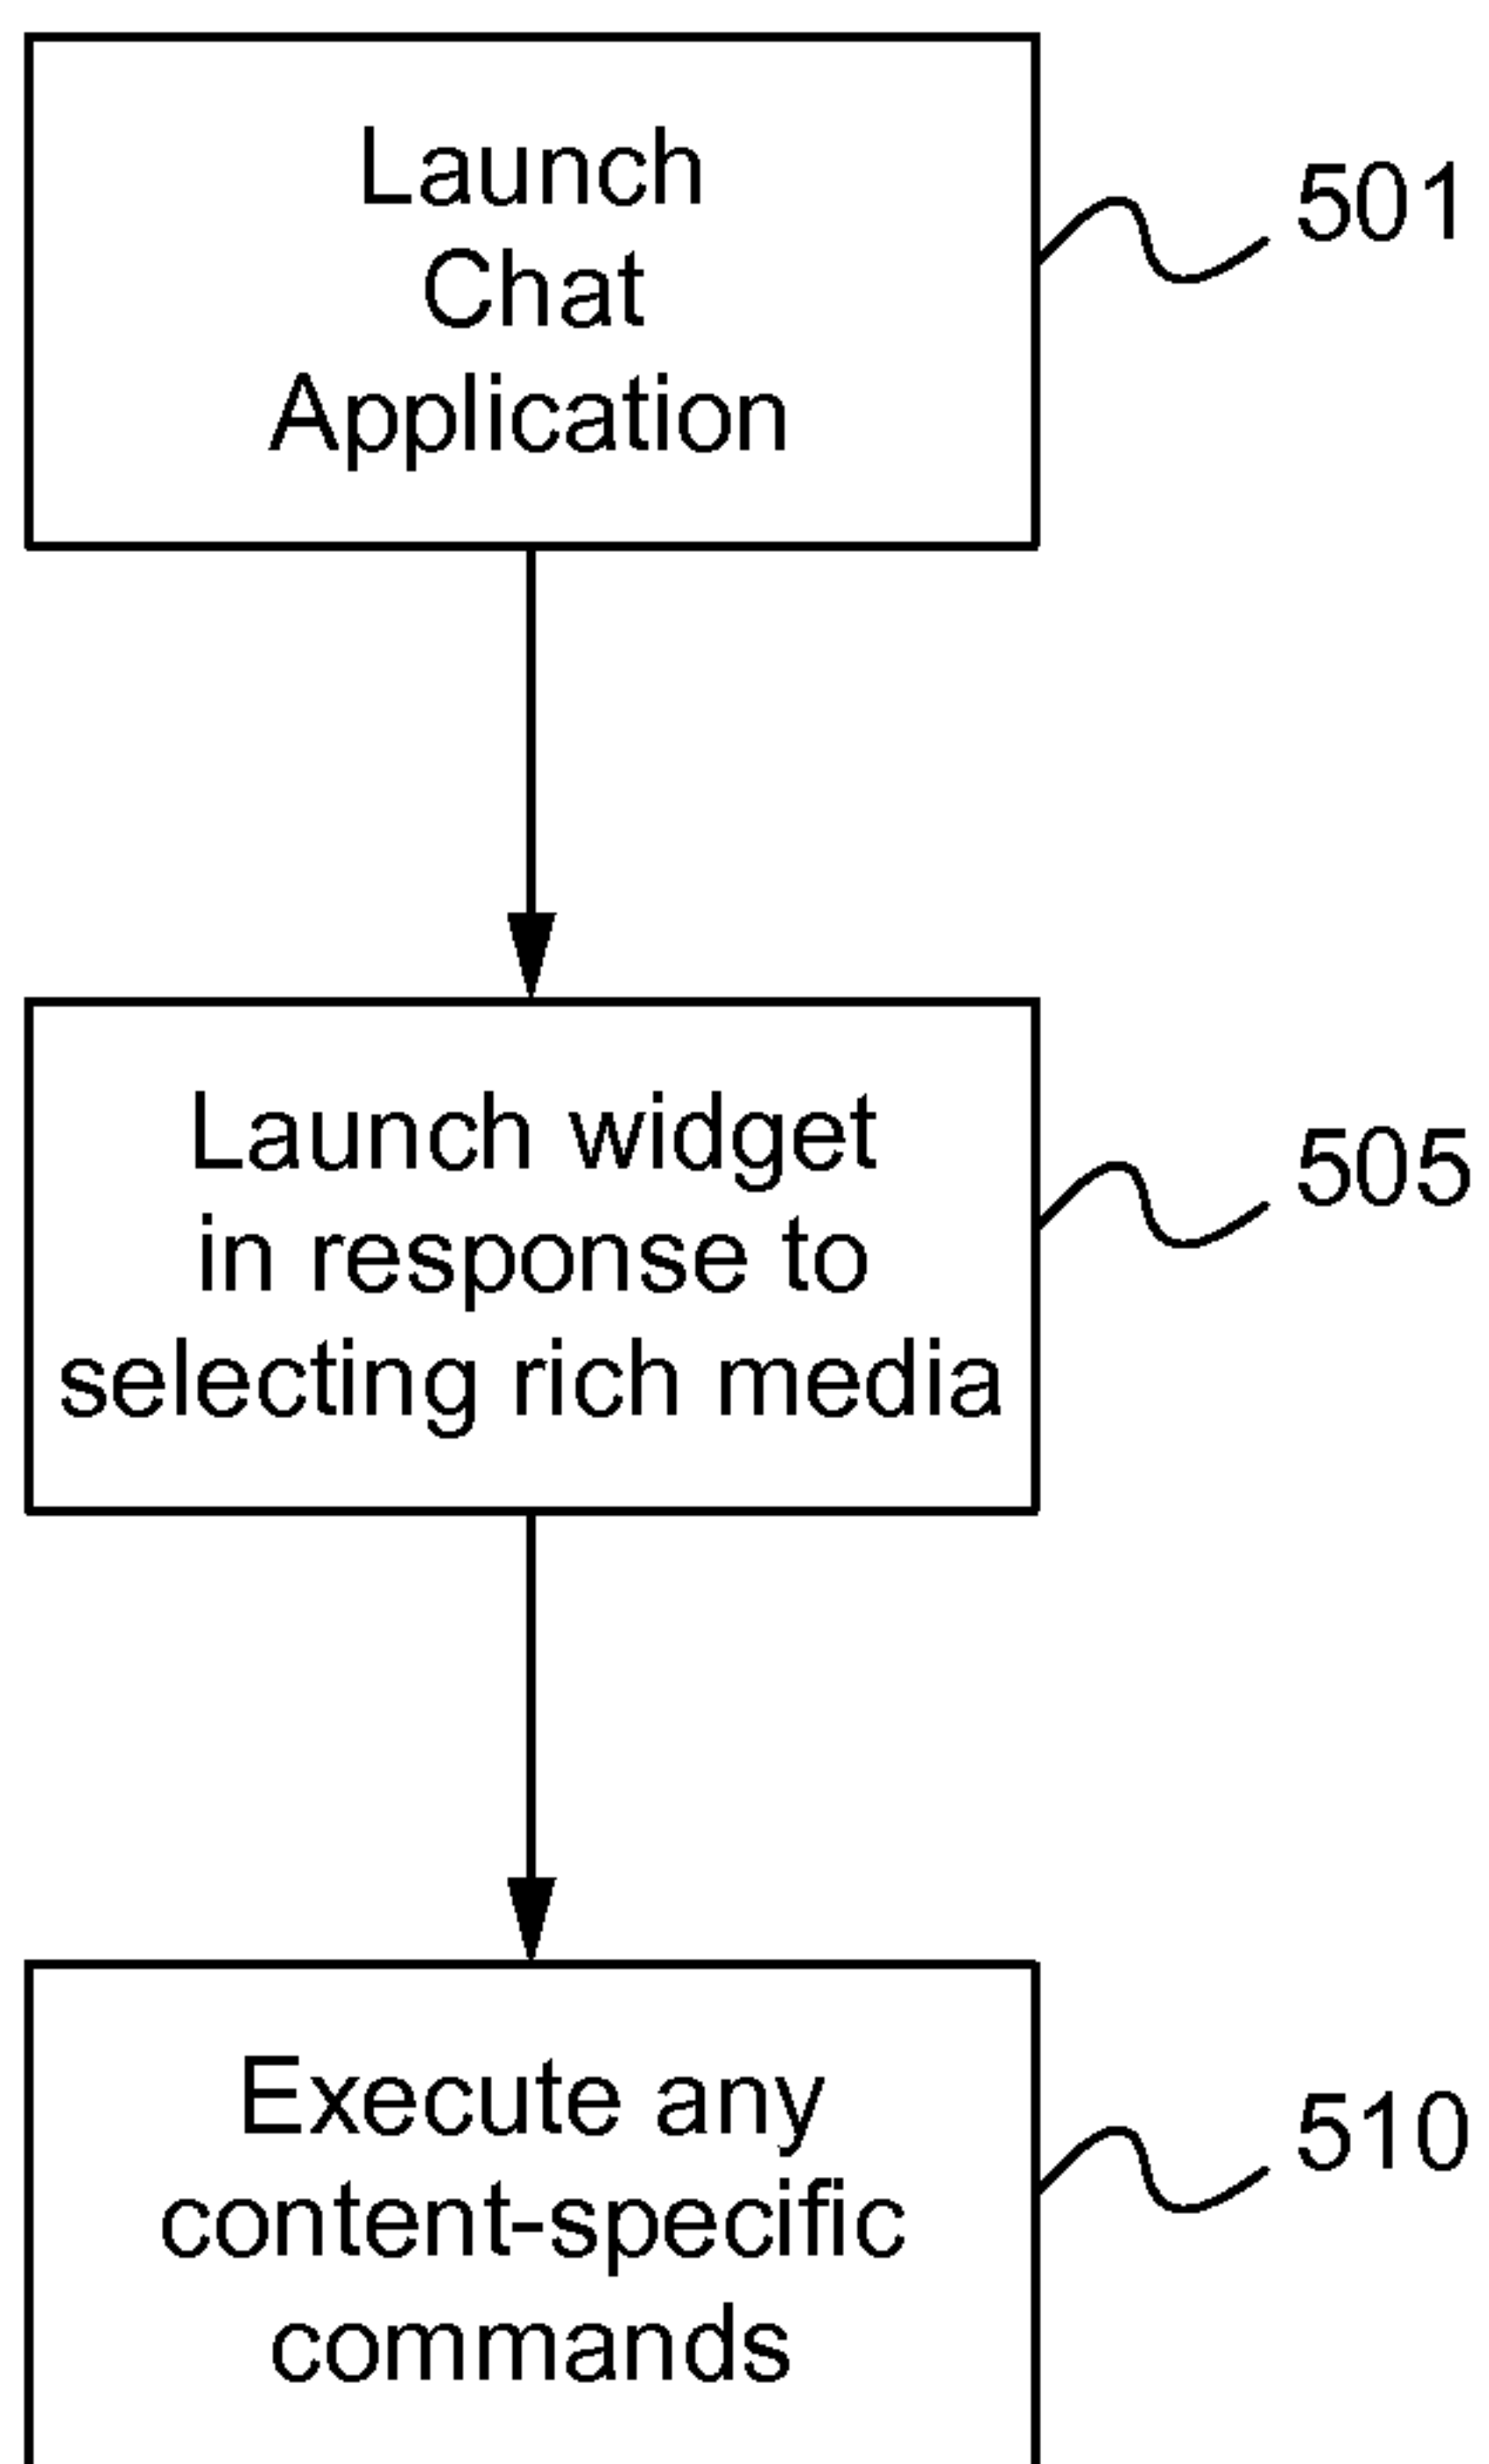 Launch
Chat
Application
501
Launch widget
in response to
selecting rich media
505
Execute any
content-specific
commands
510